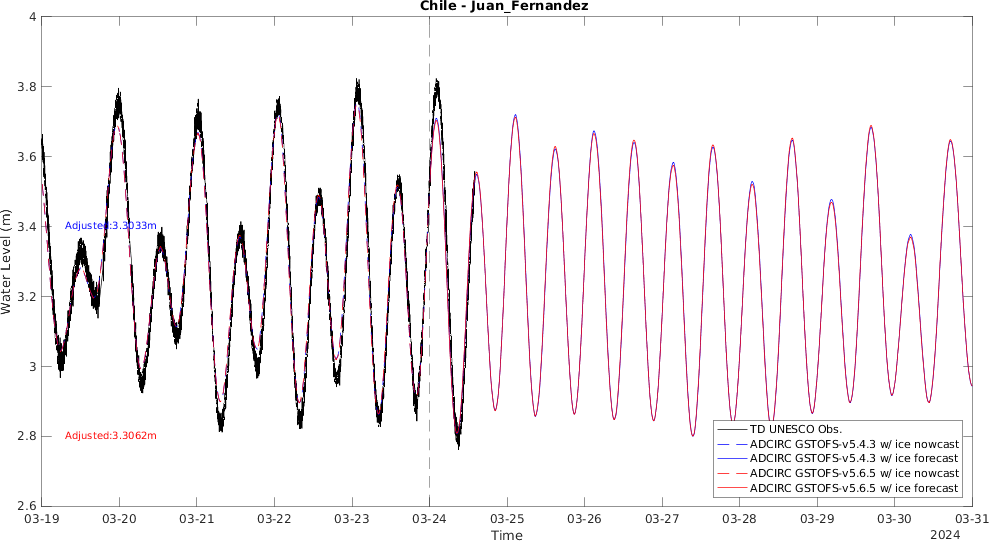 Chile - Juan_Fernandez
4
3.8
3.6
3.4
3.2
3
2.8
2.6
Water Level (m)
Adjusted:3.3033m
Adjusted:3.3062m
TD UNESCO Obs.
ADCIRC GSTOFS-v5.4.3 w/ ice nowcast
ADCIRC GSTOFS-v5.4.3 w/ ice forecast
ADCIRC GSTOFS-v5.6.5 w/ ice nowcast
ADCIRC GSTOFS-v5.6.5 w/ ice forecast
03-19 03-20 03-21 03-22 03-23 03-24 03-25 03-26 03-27 03-28 03-29 03-30 03-31
Time
2024